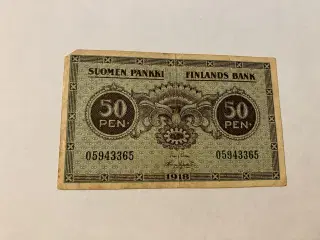 SUOMEN PANKKI FINLANDS BANK
50 50
PEN. PEN.
05943365 05943365
1918